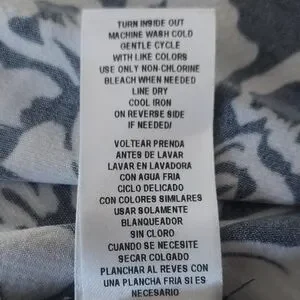 TURN INSIDE OUT
MACHINE WASH COLD
GENTLE CYCLE
WITH LIKE COLORS
USE ONLY NON-CHLORINE
BLEACH WHEN NEEDED
LINE DRY
COOL IRON
ON REVERSE SIDE
IF NEEDED/
VOLTEAR PRENDA
ANTES DE LAVAR
LAVAR EN LAVADORA
CON AGUA FRIA
CICLO DELICADO
CON COLORES SIMILARES
USAR SOLAMENTE
BLANQUEADOR
SIN CLORO
CUANDO SE NECESITE
SECAR COLGADO
PLANCHAR AL REVES CON
UNA PLANCHA FRIA SI ES
NECESARIO